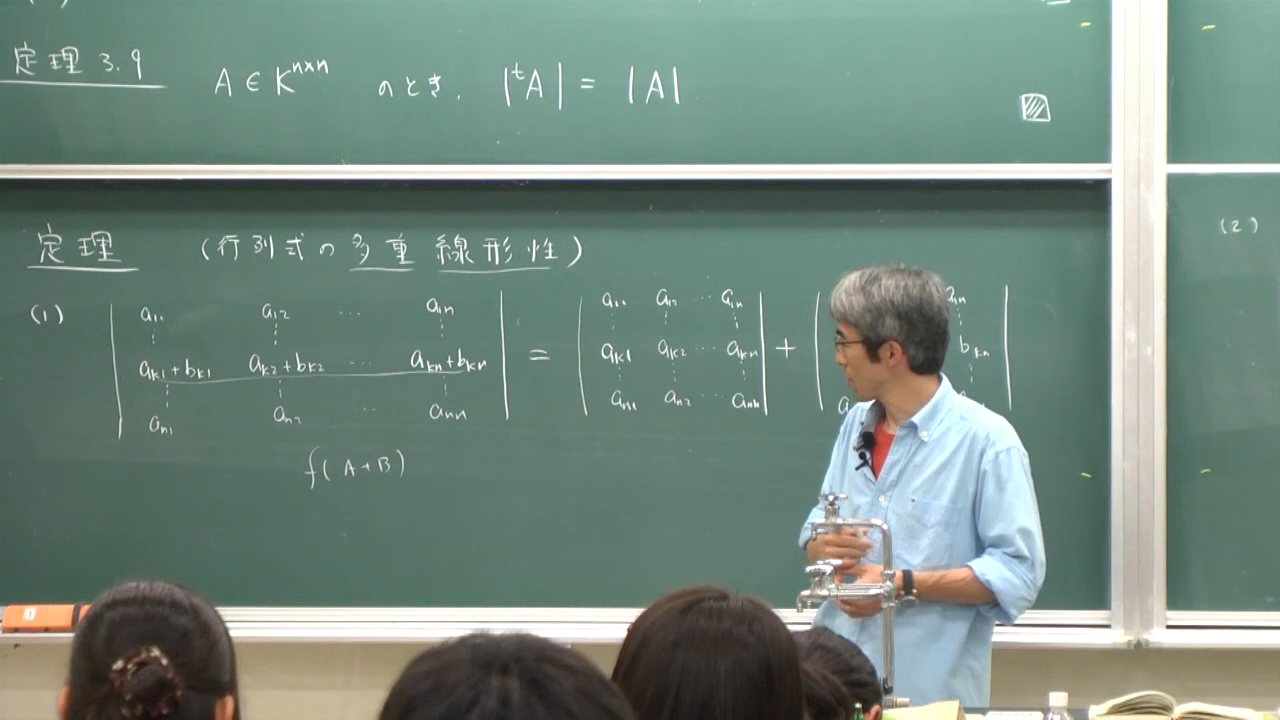 定理 3.9 A ∈ K^{n×n} のとき, |ᵗA| = |A|
定理 (行列式の多重線形性)
(1)
a₁₁ a₁₂ ⋯ a₁ₙ
aₖ₁+bₖ₁ aₖ₂+bₖ₂ ⋯ aₖₙ+bₖₙ
aₙ₁ aₙ₂ ⋯ aₙₙ
=
a₁₁ a₁₂ ⋯ a₁ₙ
aₖ₁ aₖ₂ ⋯ aₖₙ
aₙ₁ aₙ₂ ⋯ aₙₙ
+
a₁ₙ
bₖₙ
f(A+B)
(2)